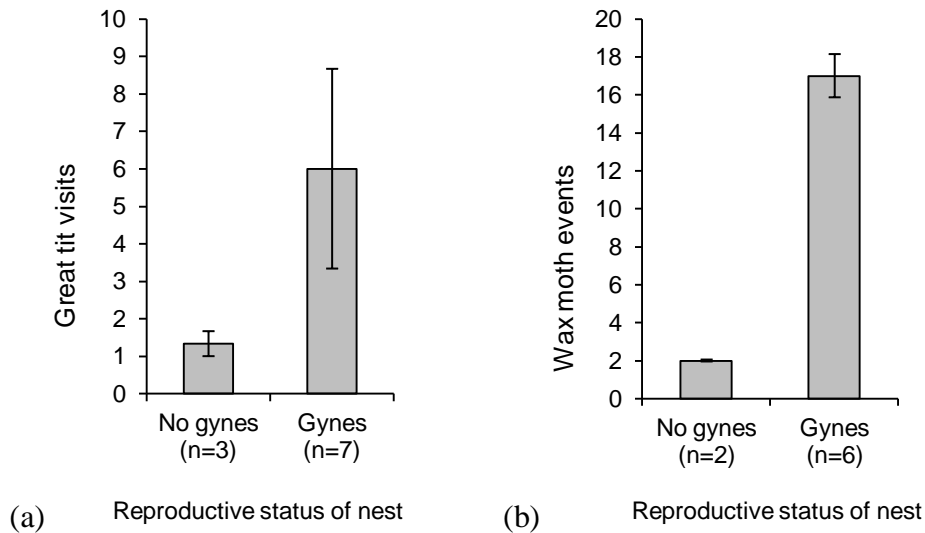 Great tit visits
10
9
8
7
6
5
4
3
2
1
0
No gynes
(n=3)
Gynes
(n=7)
Reproductive status of nest
(a)
Wax moth events
20
18
16
14
12
10
8
6
4
2
0
No gynes
(n=2)
Gynes
(n=6)
Reproductive status of nest
(b)